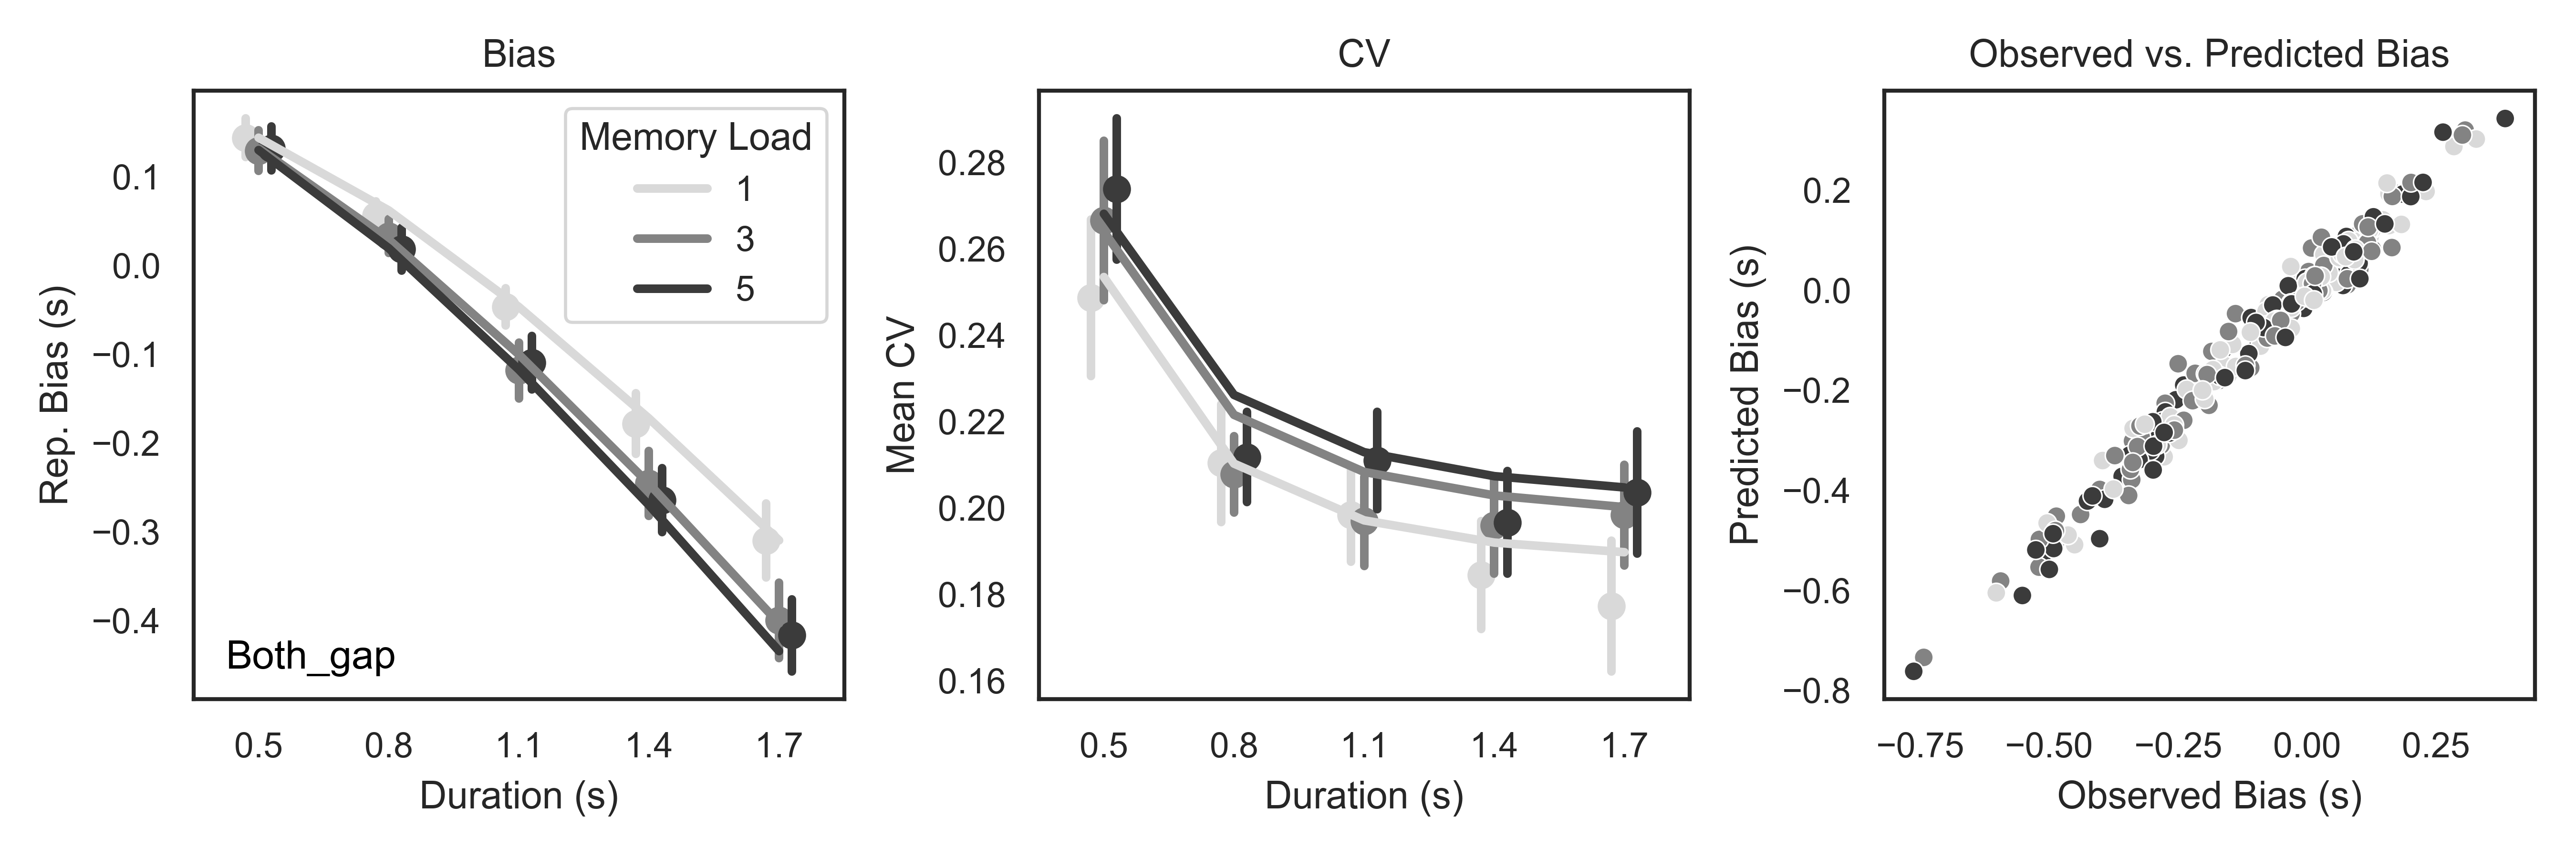 Bias
Rep. Bias (s)
0.1
0.0
−0.1
−0.2
−0.3
−0.4
Memory Load
1
3
5
Both_gap
0.5 0.8 1.1 1.4 1.7
Duration (s)
CV
Mean CV
0.28
0.26
0.24
0.22
0.20
0.18
0.16
0.5 0.8 1.1 1.4 1.7
Duration (s)
Observed vs. Predicted Bias
Predicted Bias (s)
0.2
0.0
−0.2
−0.4
−0.6
−0.8
−0.75 −0.50 −0.25 0.00 0.25
Observed Bias (s)